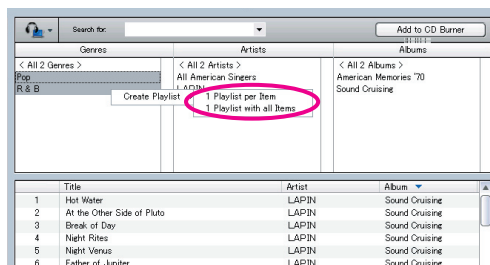 Search for: Add to CD Burner
Genres Artists Albums
< All 2 Genres > < All 2 Artists > < All 2 Albums >
Pop All American Singers American Memories '70
R & B LAPIN Sound Cruising
Create Playlist 1 Playlist per Item
1 Playlist with all Items
Title Artist Album
1 Hot Water LAPIN Sound Cruising
2 At the Other Side of Pluto LAPIN Sound Cruising
3 Break of Day LAPIN Sound Cruising
4 Night Rites LAPIN Sound Cruising
5 Night Venus LAPIN Sound Cruising
6 Father of Jupiter LAPIN Sound Cruising